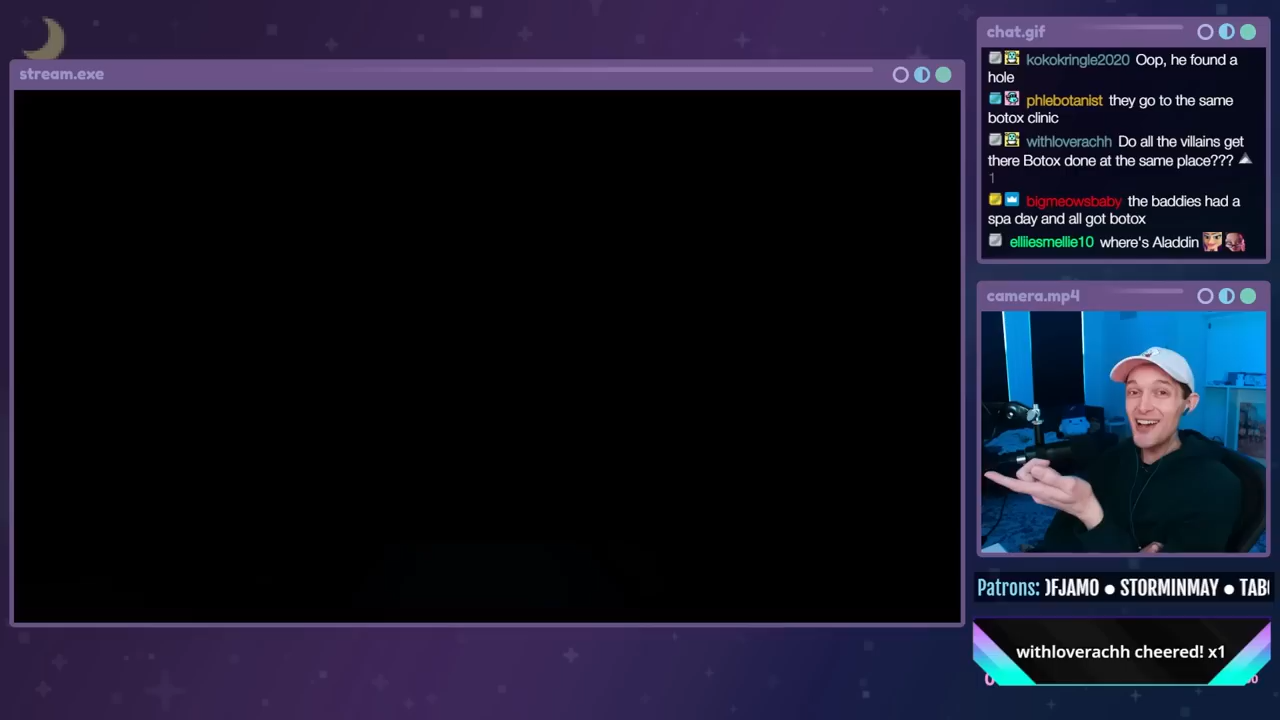 stream.exe
chat.gif
kokokringle2020 Oop, he found a
hole
phlebotanist they go to the same
botox clinic
withloverachh Do all the villains get
there Botox done at the same place???
1
bigmeowsbaby the baddies had a
spa day and all got botox
elliiesmellie10 where's Aladdin
camera.mp4
Patrons: OFJAMO ● STORMINMAY ● TAB
withloverachh cheered! x1